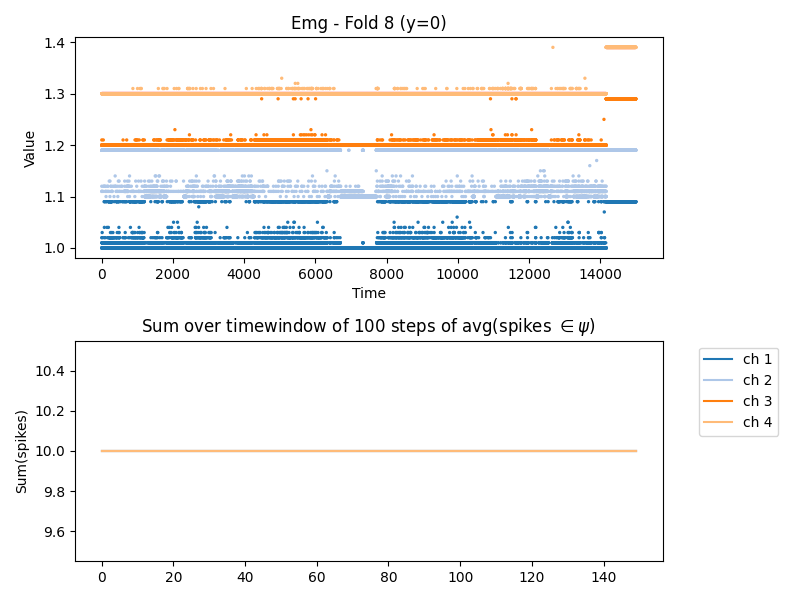 Emg - Fold 8 (y=0)
1.4
1.3
1.2
1.1
1.0
Value
0 2000 4000 6000 8000 10000 12000 14000
Time
Sum over timewindow of 100 steps of avg(spikes ∈ ψ)
10.4
10.2
10.0
9.8
9.6
Sum(spikes)
0 20 40 60 80 100 120 140
ch 1
ch 2
ch 3
ch 4